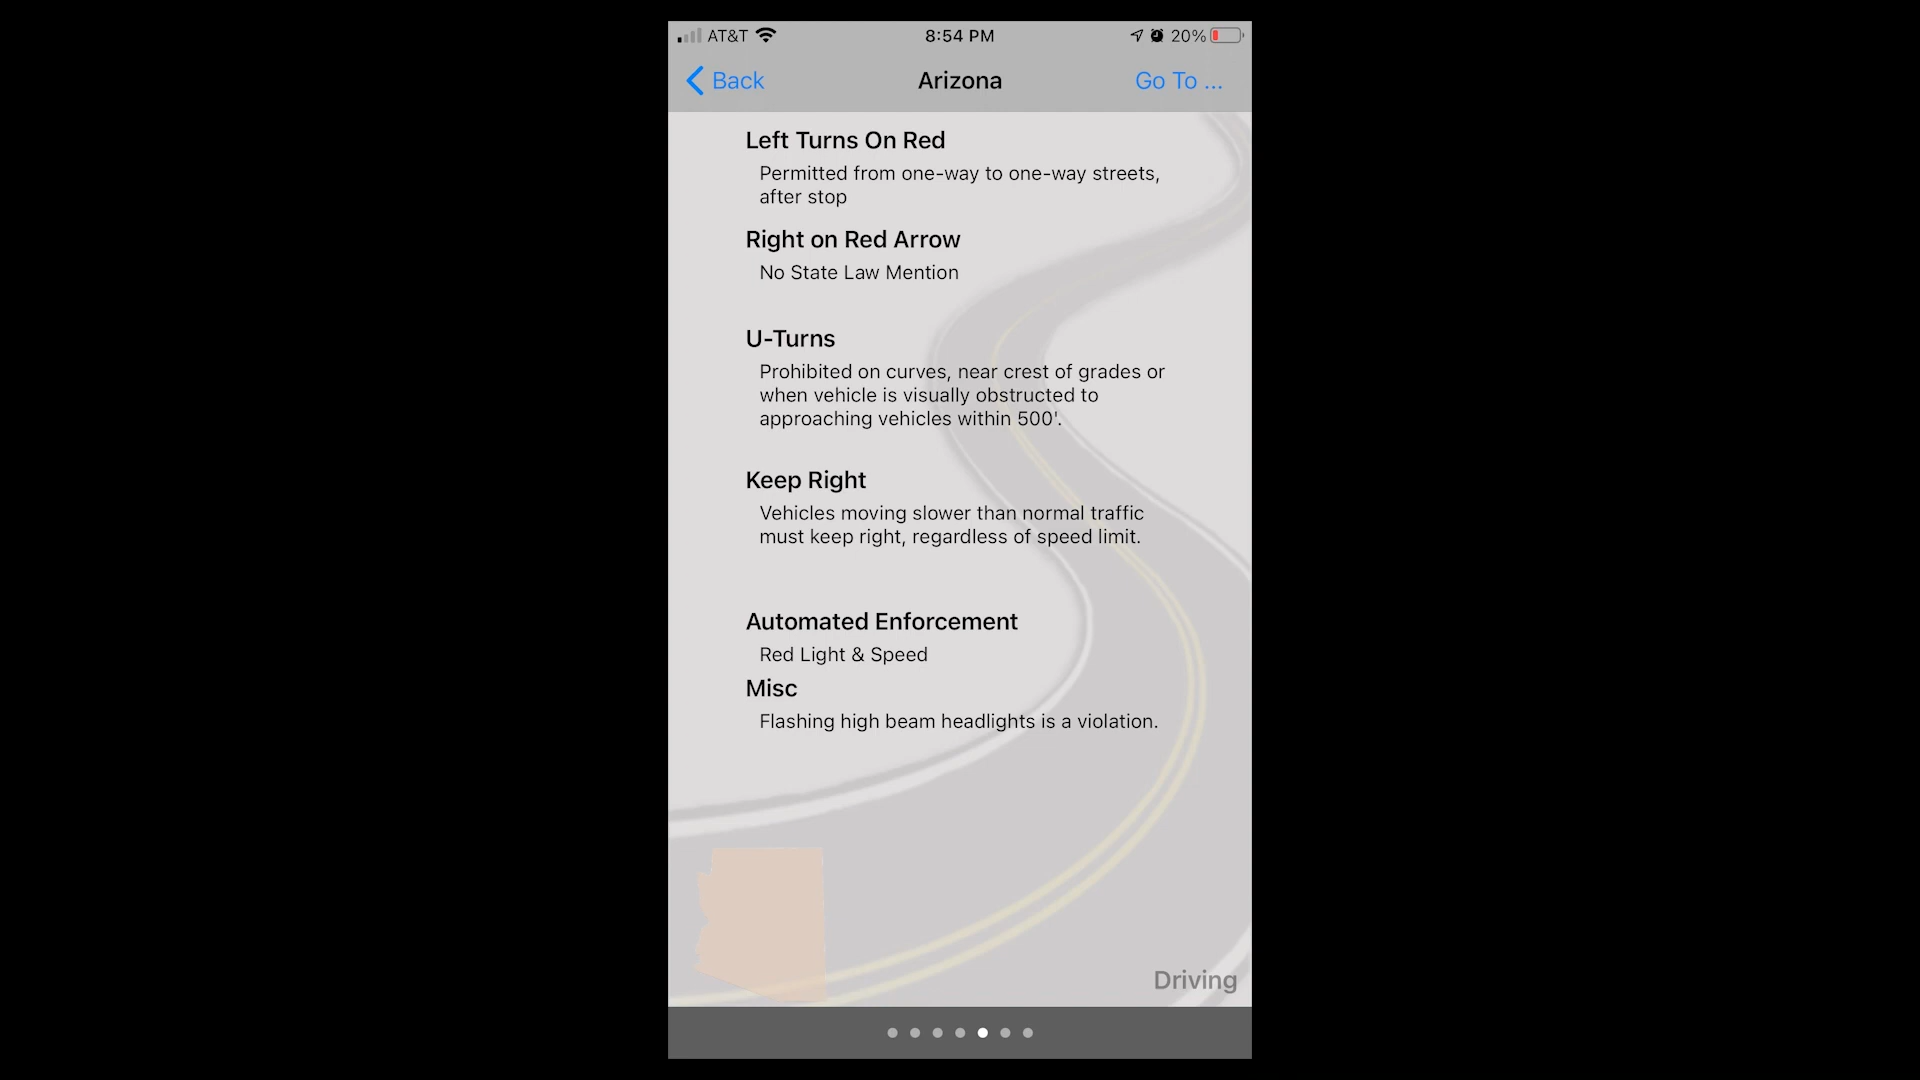 AT&T 8:54 PM 20%
Back Arizona Go To ...
Left Turns On Red
Permitted from one-way to one-way streets,
after stop
Right on Red Arrow
No State Law Mention
U-Turns
Prohibited on curves, near crest of grades or
when vehicle is visually obstructed to
approaching vehicles within 500'.
Keep Right
Vehicles moving slower than normal traffic
must keep right, regardless of speed limit.
Automated Enforcement
Red Light & Speed
Misc
Flashing high beam headlights is a violation.
Driving